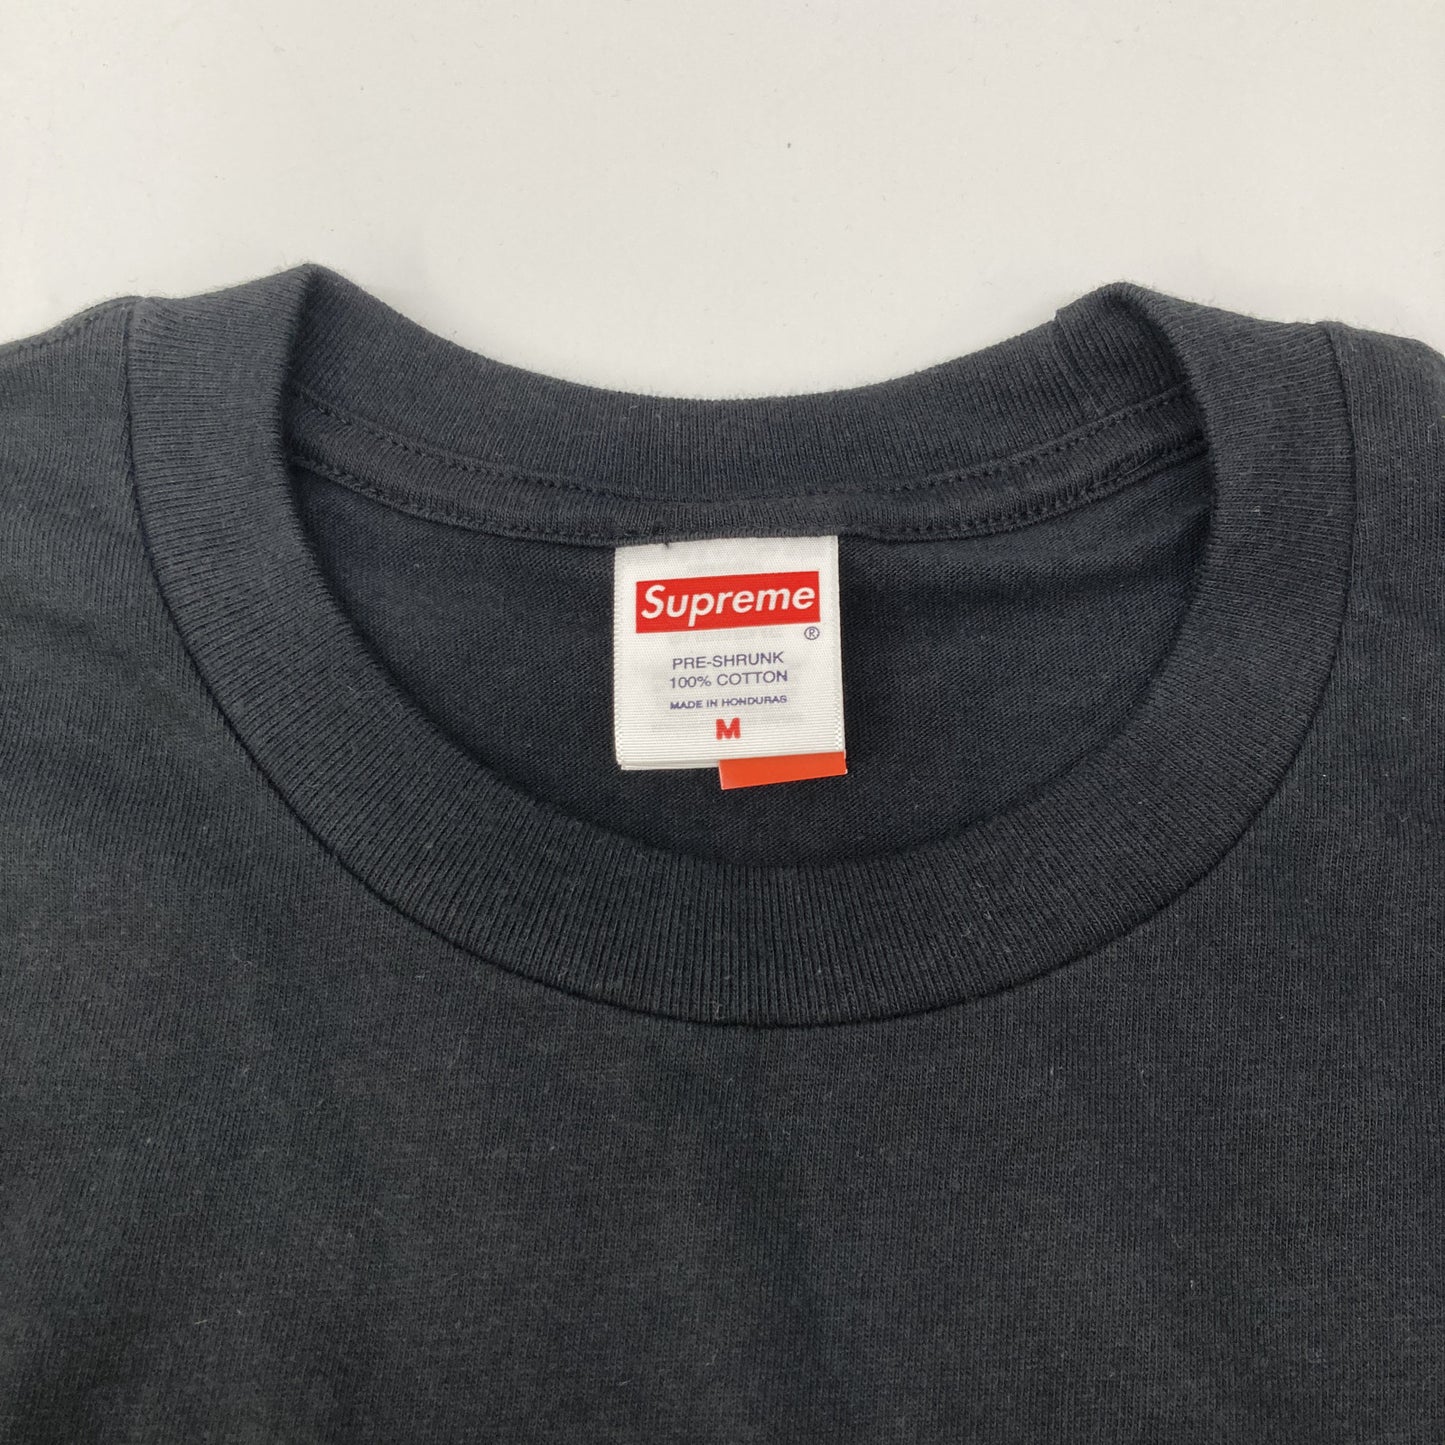 Supreme
®
PRE-SHRUNK
100% COTTON
MADE IN HONDURAS
M